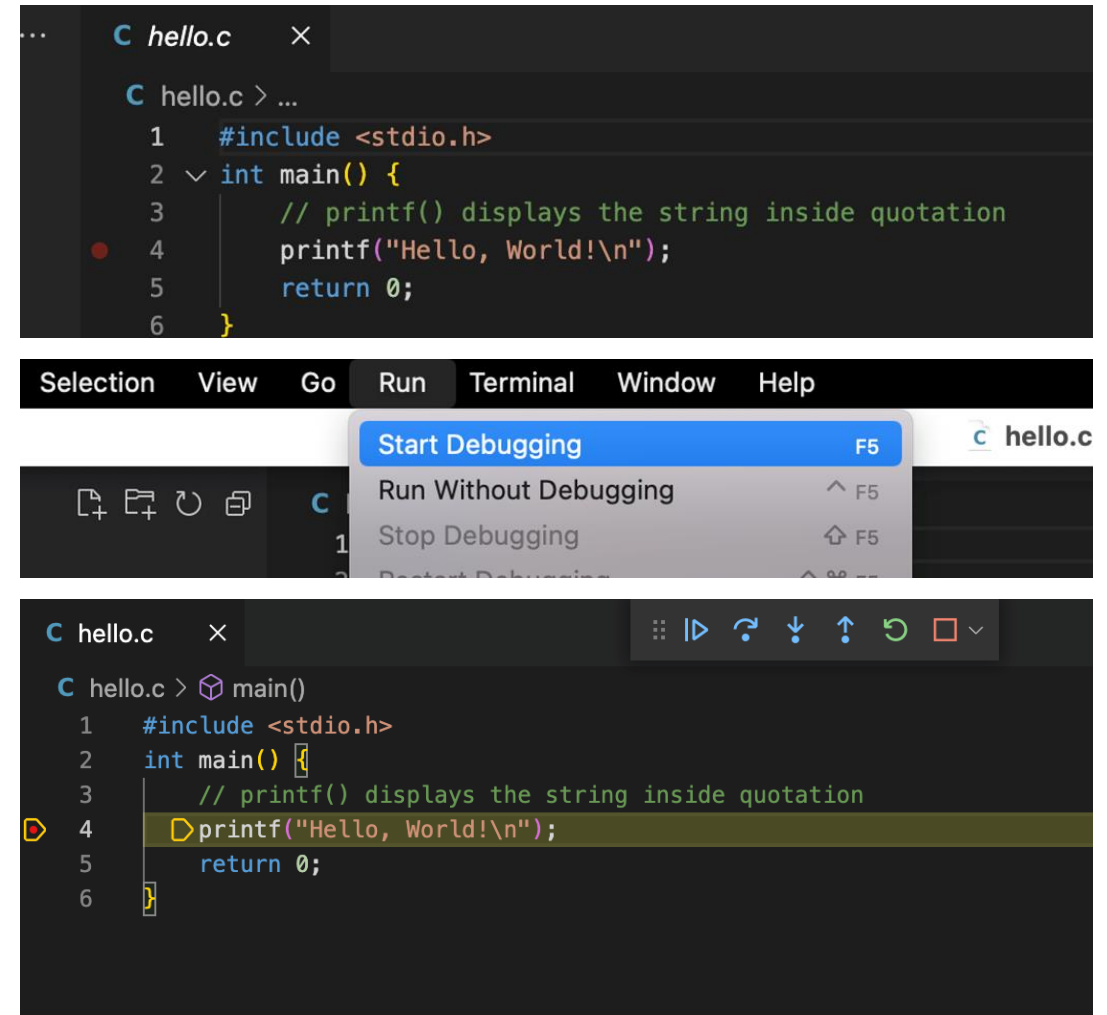 ... C hello.c ×
C hello.c > ...
1 #include <stdio.h>
2 int main() {
3 // printf() displays the string inside quotation
4 printf("Hello, World!\n");
5 return 0;
6 }
Selection View Go Run Terminal Window Help
Start Debugging F5
C hello.c
Run Without Debugging ^ F5
C
Stop Debugging ⇧ F5
1
Restart Debugging
C hello.c ×
C hello.c > main()
1 #include <stdio.h>
2 int main() {
3 // printf() displays the string inside quotation
4 printf("Hello, World!\n");
5 return 0;
6 }